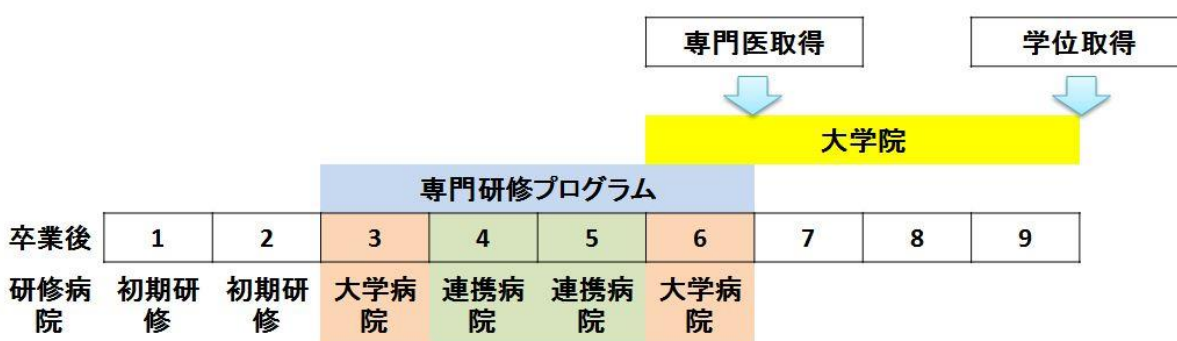 専門医取得 学位取得
大学院
専門研修プログラム
卒業後 1 2 3 4 5 6 7 8 9
研修病 初期研 初期研 大学病 連携病 連携病 大学病
院 修 修 院 院 院 院